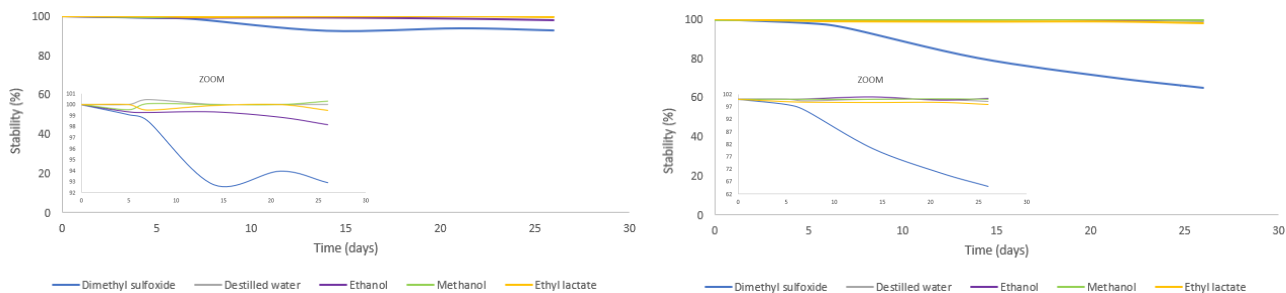 100
80
60
40
20
0
Stability (%)
0 5 10 15 20 25 30
Time (days)
ZOOM
101
100
99
98
97
96
95
94
93
92
0 5 10 15 20 25 30
Dimethyl sulfoxide Destilled water Ethanol Methanol Ethyl lactate
100
80
60
40
20
0
Stability (%)
0 5 10 15 20 25 30
Time (days)
ZOOM
102
97
92
87
82
77
72
67
62
0 5 10 15 20 25 30
Dimethyl sulfoxide Destilled water Ethanol Methanol Ethyl lactate